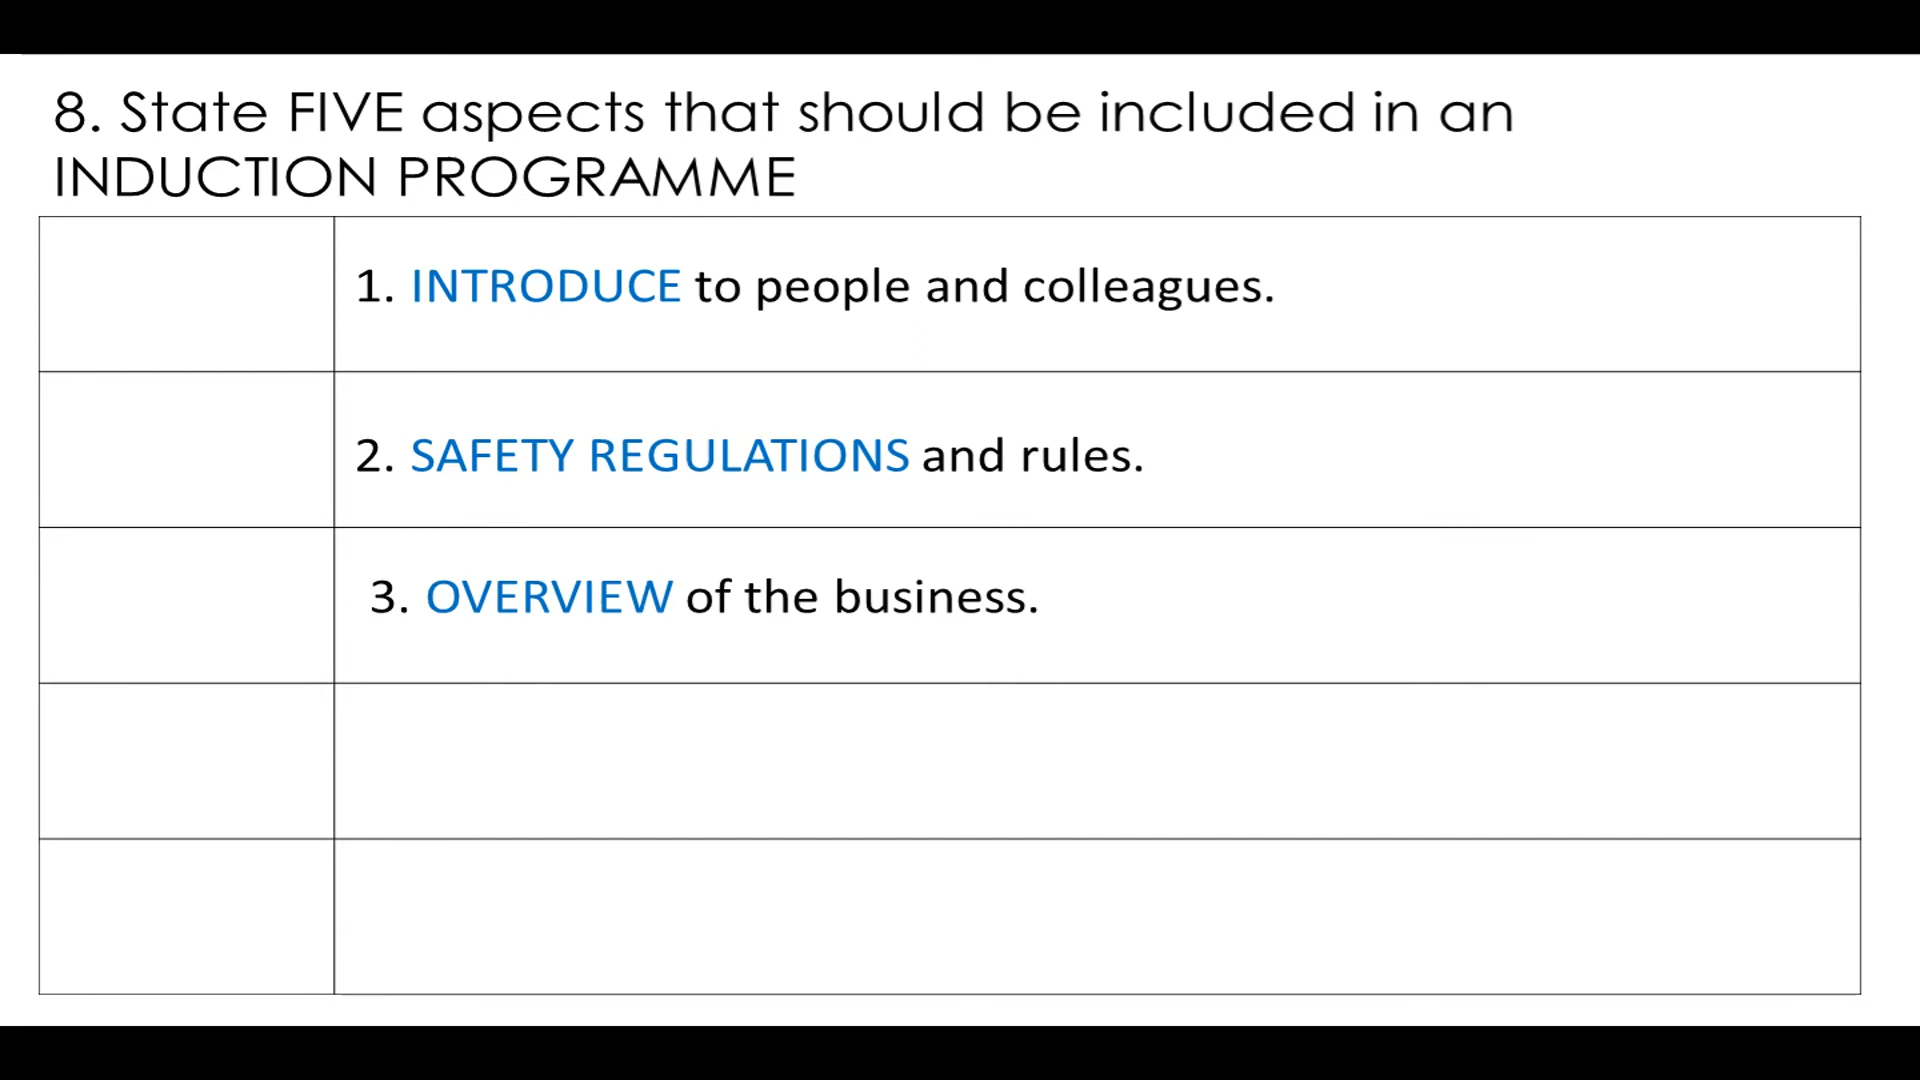 8. State FIVE aspects that should be included in an
INDUCTION PROGRAMME
1. INTRODUCE to people and colleagues.
2. SAFETY REGULATIONS and rules.
3. OVERVIEW of the business.